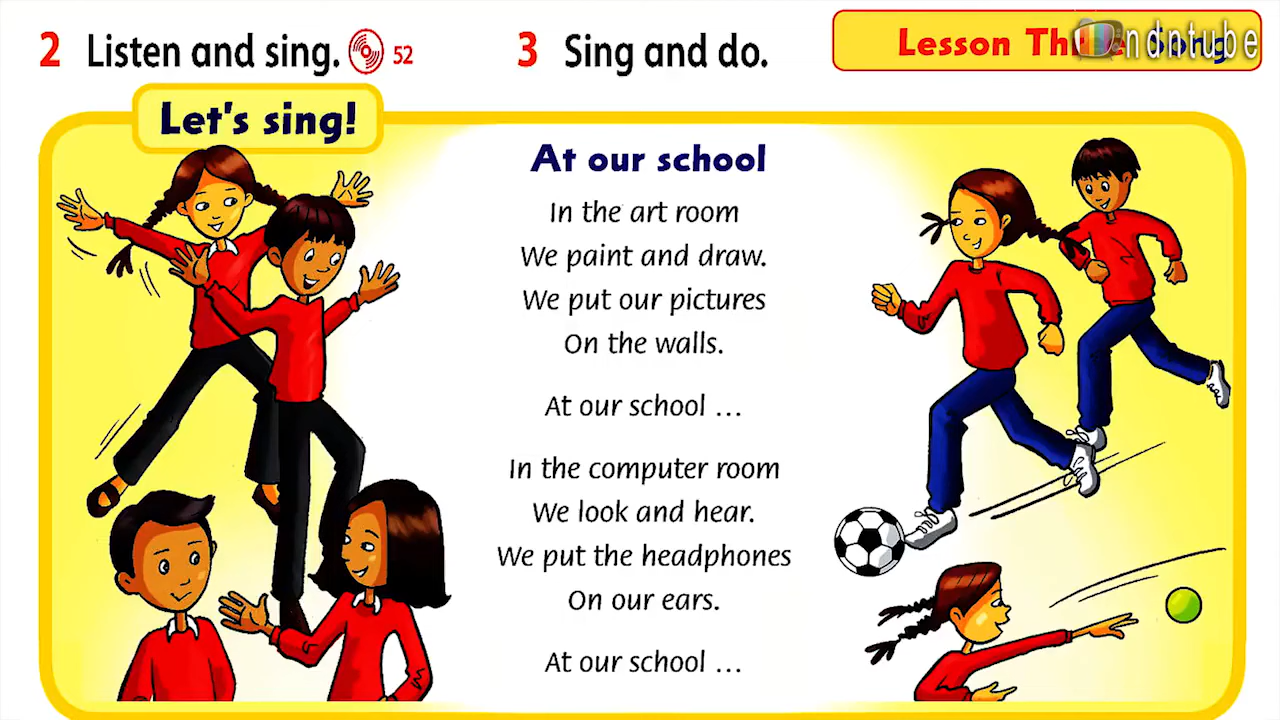 2 Listen and sing. 52
3 Sing and do.
Lesson Three Song
Let's sing!
At our school
In the art room
We paint and draw.
We put our pictures
On the walls.
At our school ...
In the computer room
We look and hear.
We put the headphones
On our ears.
At our school ...